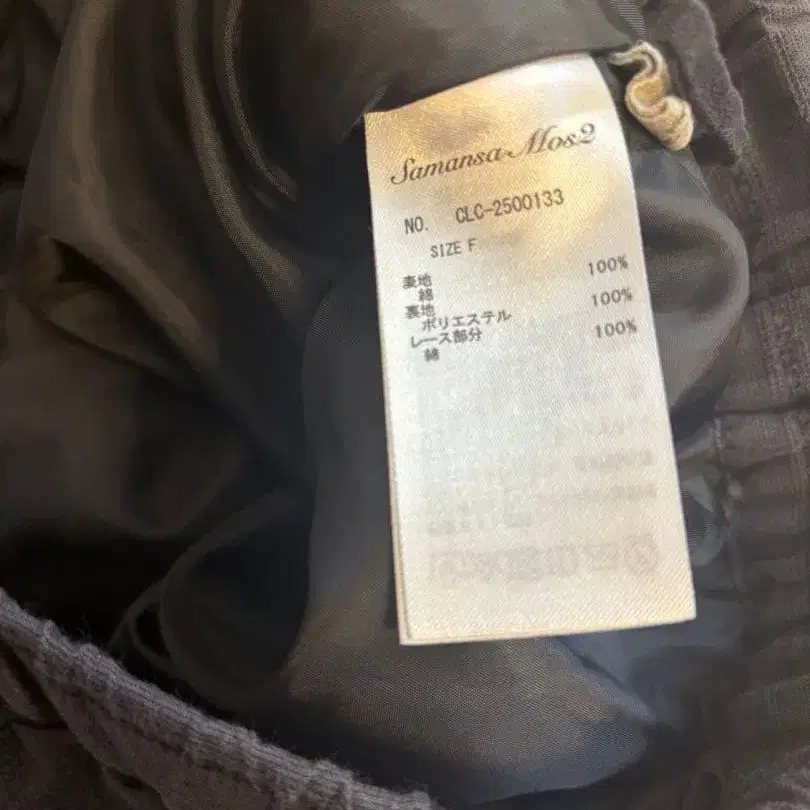 Samansa Mos2
NO. CLC-2500133
SIZE F
表地
綿 100%
裏地
ポリエステル 100%
レース部分
綿 100%